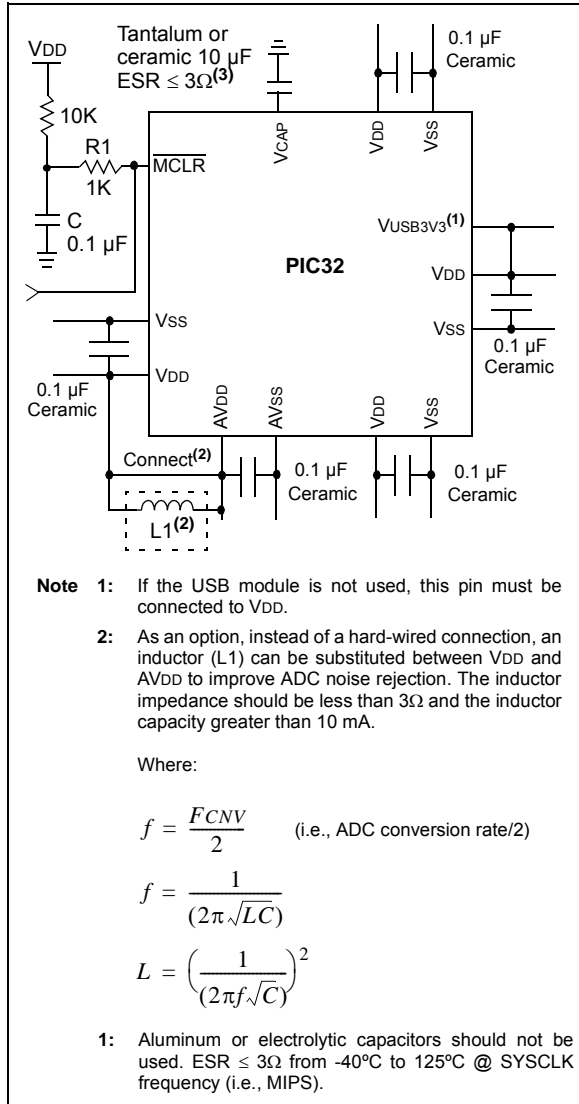 VDD
Tantalum or
ceramic 10 µF
ESR ≤ 3Ω(3)
0.1 µF
Ceramic
10K
R1
1K
C
0.1 µF
MCLR
VCAP
VDD
VSS
VUSB3V3(1)
VDD
VSS
PIC32
0.1 µF
Ceramic
VSS
VDD
0.1 µF
Ceramic
AVDD
AVSS
VDD
VSS
Connect(2)
L1(2)
0.1 µF
Ceramic
0.1 µF
Ceramic
Note 1: If the USB module is not used, this pin must be
connected to VDD.
2: As an option, instead of a hard-wired connection, an
inductor (L1) can be substituted between VDD and
AVDD to improve ADC noise rejection. The inductor
impedance should be less than 3Ω and the inductor
capacity greater than 10 mA.
Where:
f = FCNV / 2 (i.e., ADC conversion rate/2)
f = 1 / (2π√LC)
L = (1 / (2πf√C))²
1: Aluminum or electrolytic capacitors should not be
used. ESR ≤ 3Ω from -40ºC to 125ºC @ SYSCLK
frequency (i.e., MIPS).